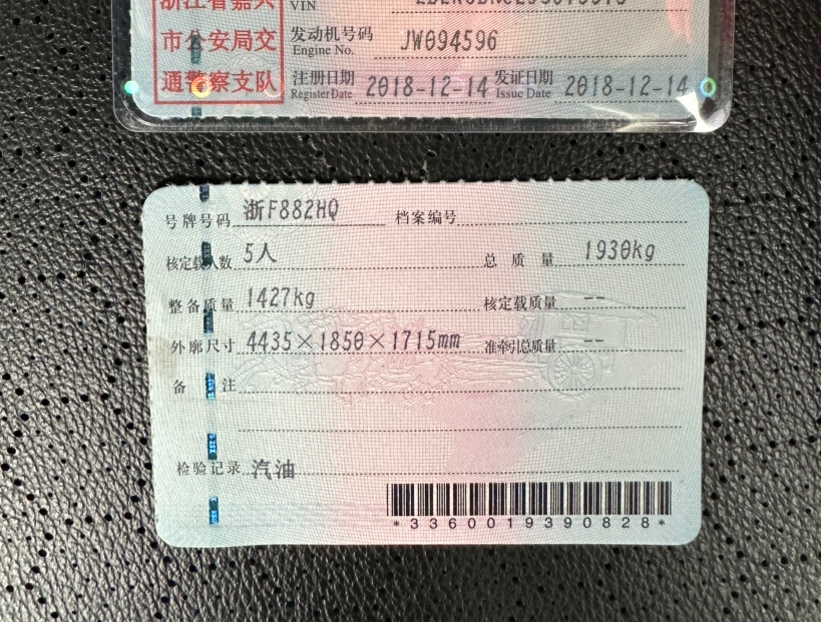 浙江省嘉兴
市公安局交
通警察支队
VIN
发动机号码 JW094596
Engine No.
注册日期 2018-12-14 发证日期 2018-12-14
Register Date Issue Date
号牌号码 浙F882HQ 档案编号
核定载人数 5人 总质量 1930kg
整备质量 1427kg 核定载质量 --
外廓尺寸 4435×1850×1715mm 准牵引总质量 --
备注
检验记录 汽油
*3360019390828*